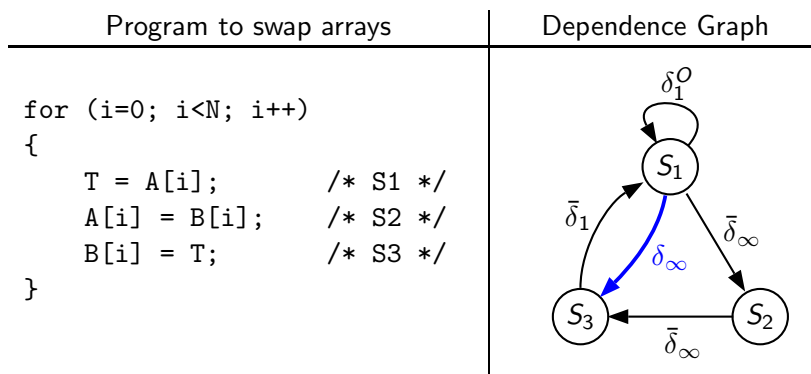 Program to swap arrays
Dependence Graph
for (i=0; i<N; i++)
{
    T = A[i];          /* S1 */
    A[i] = B[i];     /* S2 */
    B[i] = T;          /* S3 */
}
δ₁ᴼ
S₁
δ̄₁
δ̄∞
δ∞
S₃
S₂
δ̄∞